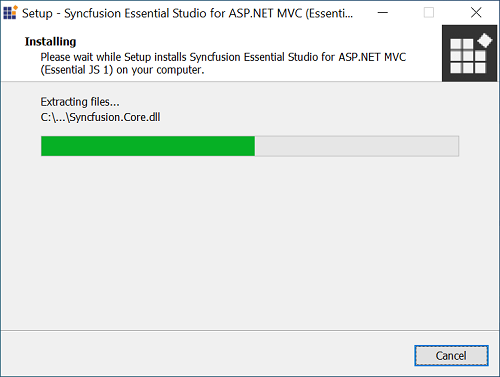 Setup - Syncfusion Essential Studio for ASP.NET MVC (Essenti...
Installing
Please wait while Setup installs Syncfusion Essential Studio for ASP.NET MVC
(Essential JS 1) on your computer.
Extracting files...
C:\...\Syncfusion.Core.dll
Cancel